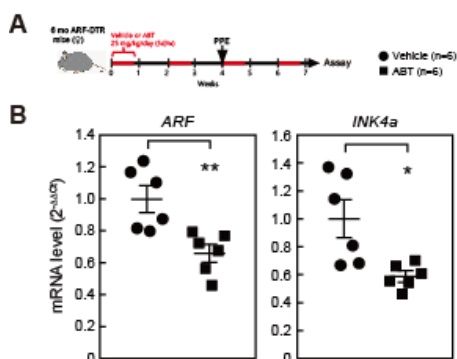 A
6 mo ARF-DTR
mice (♀)
Vehicle or ABT
25 mg/kg/day
PPE
Assay
0 1 2 3 4 5 6 7
Weeks
Vehicle (n=6)
ABT (n=6)
B
ARF
INK4a
mRNA level (2^-ΔΔCt)
1.4
1.2
1.0
0.8
0.6
0.4
0.2
0
**
1.6
1.4
1.2
1.0
0.8
0.6
0.4
0.2
0
*